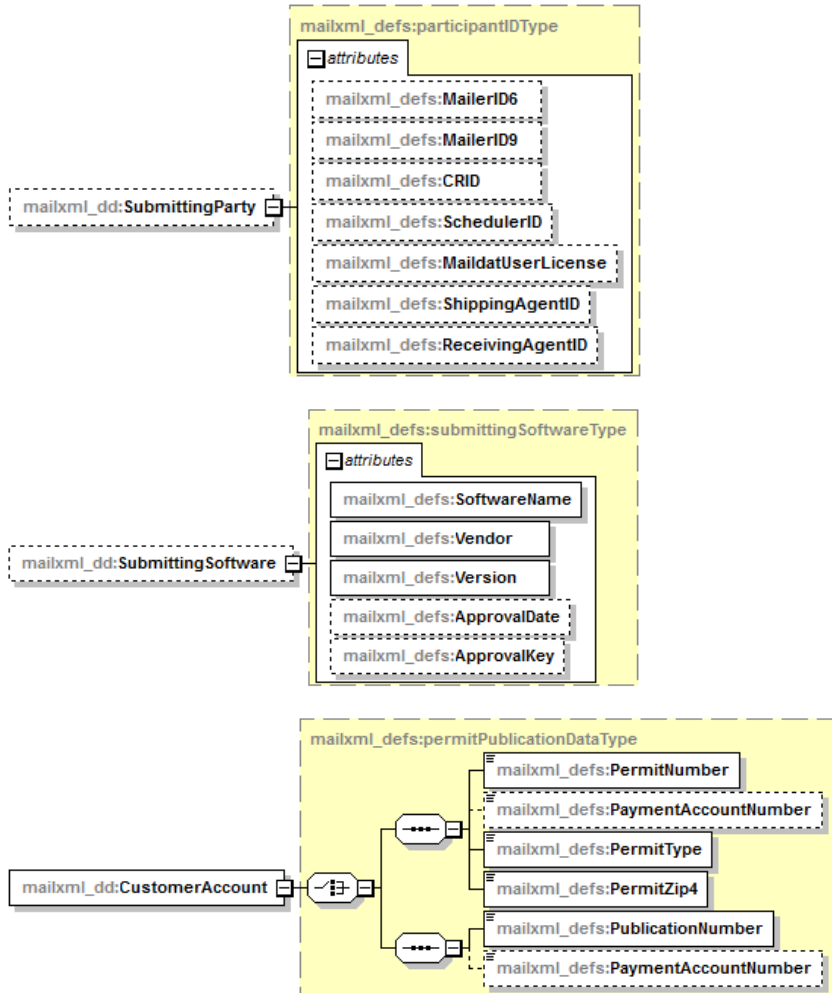 mailxml_defs:participantIDType
attributes
mailxml_defs:MailerID6
mailxml_defs:MailerID9
mailxml_defs:CRID
mailxml_dd:SubmittingParty
mailxml_defs:SchedulerID
mailxml_defs:MaildatUserLicense
mailxml_defs:ShippingAgentID
mailxml_defs:ReceivingAgentID
mailxml_defs:submittingSoftwareType
attributes
mailxml_defs:SoftwareName
mailxml_defs:Vendor
mailxml_dd:SubmittingSoftware
mailxml_defs:Version
mailxml_defs:ApprovalDate
mailxml_defs:ApprovalKey
mailxml_defs:permitPublicationDataType
mailxml_defs:PermitNumber
mailxml_defs:PaymentAccountNumber
mailxml_defs:PermitType
mailxml_dd:CustomerAccount
mailxml_defs:PermitZip4
mailxml_defs:PublicationNumber
mailxml_defs:PaymentAccountNumber